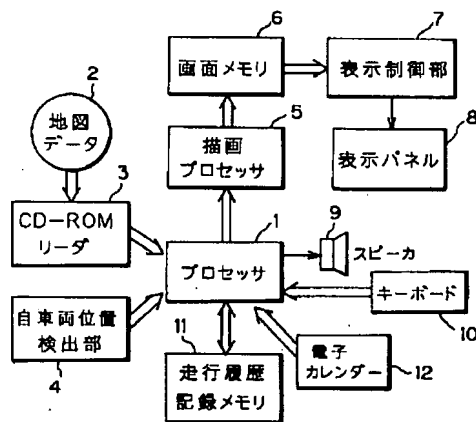 6
画面メモリ
7
表示制御部
2
地図
データ
5
描画
プロセッサ
8
表示パネル
3
CD-ROM
リーダ
1
プロセッサ
9
スピーカ
キーボード
10
自車両位置
検出部
4
11
走行履歴
記録メモリ
電子
カレンダー
12